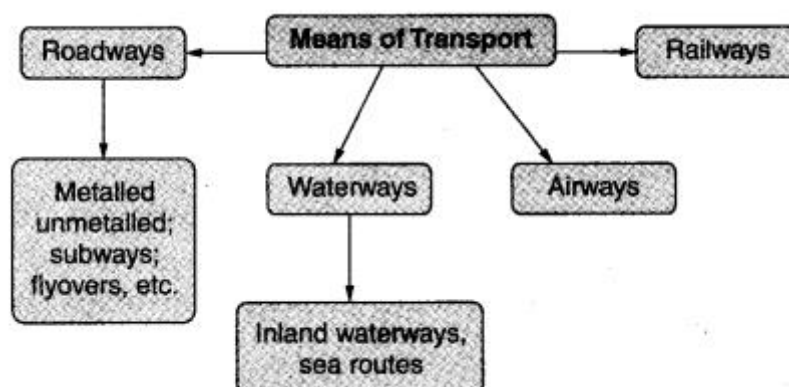 Means of Transport
Roadways
Railways
Metalled
unmetalled;
subways;
flyovers, etc.
Waterways
Airways
Inland waterways,
sea routes